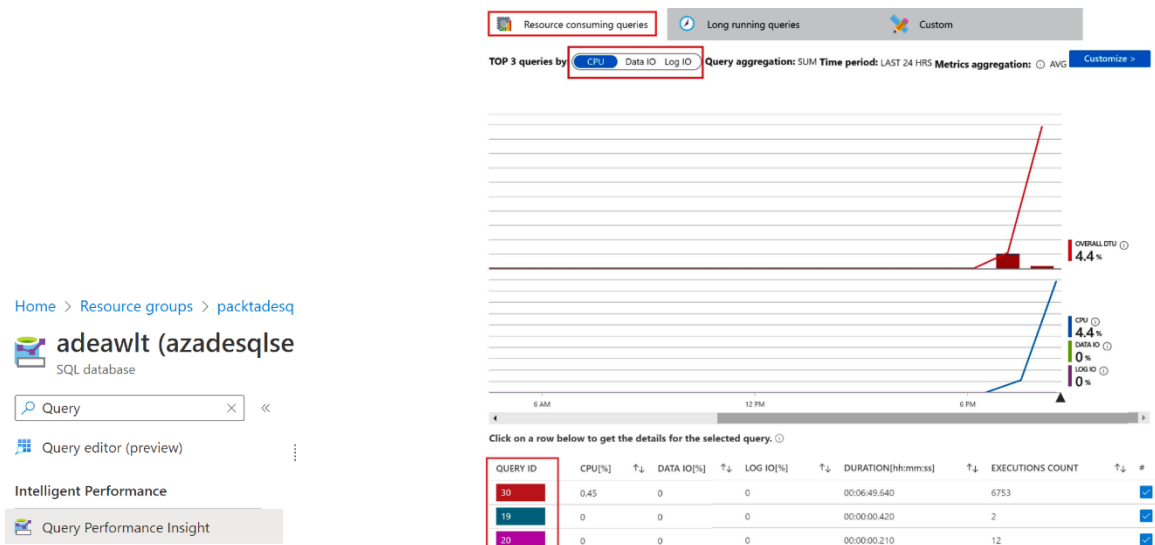 Home > Resource groups > packtadesq
adeawlt (azadesqlse
SQL database
Query
Query editor (preview)
Intelligent Performance
Query Performance Insight
Resource consuming queries Long running queries Custom
TOP 3 queries by: CPU Data IO Log IO Query aggregation: SUM Time period: LAST 24 HRS Metrics aggregation: AVG Customize >
OVERALL DTU
4.4 %
CPU
4.4 %
DATA IO
0 %
LOG IO
0 %
6 AM 12 PM 6 PM
Click on a row below to get the details for the selected query.
QUERY ID CPU[%] DATA IO[%] LOG IO[%] DURATION[hh:mm:ss] EXECUTIONS COUNT #
30 0.45 0 0 00:06:49.640 6753
19 0 0 0 00:00:00.420 2
20 0 0 0 00:00:00.210 12